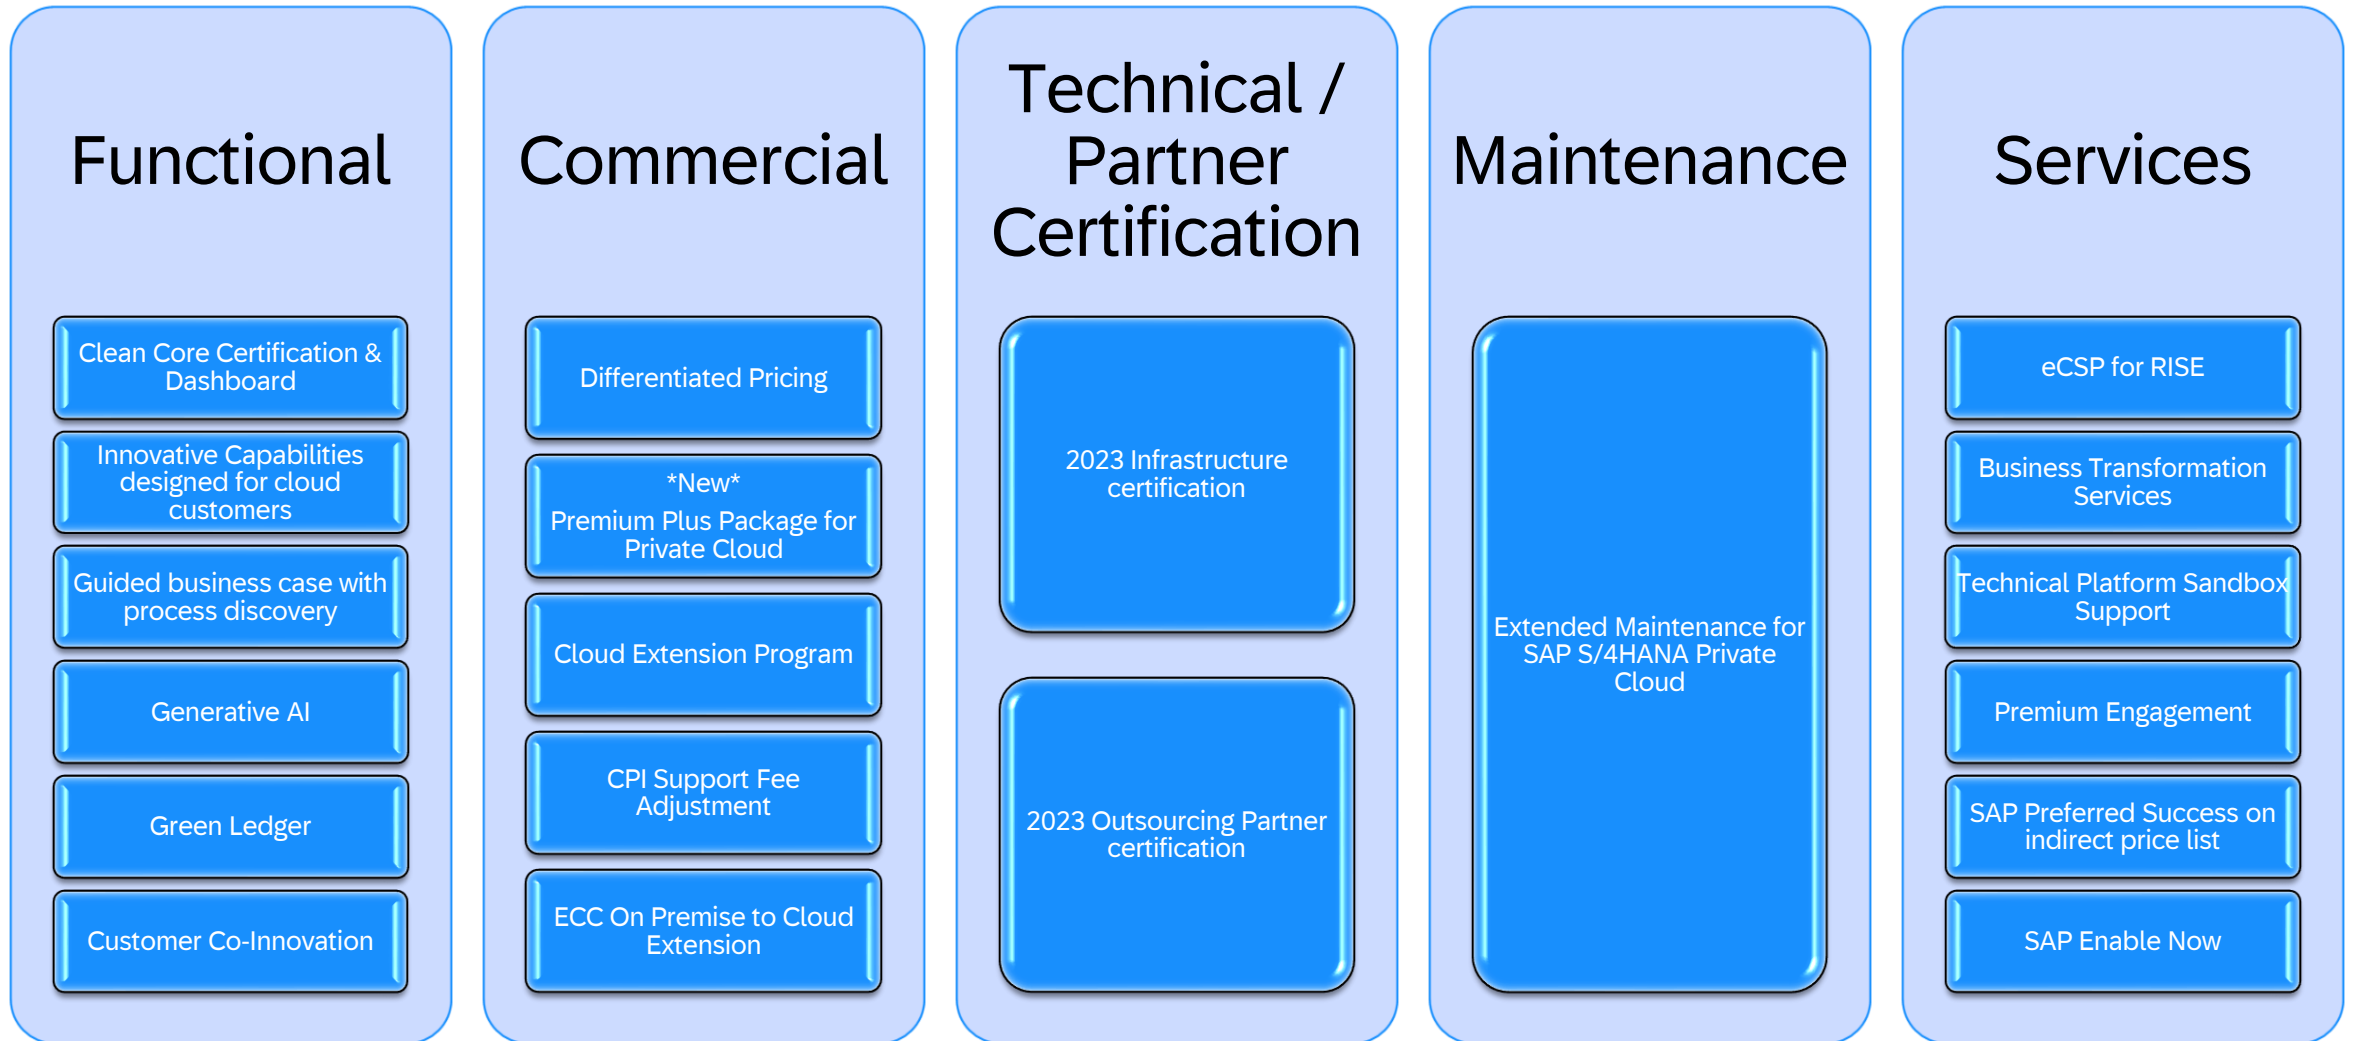 Functional
Clean Core Certification &
Dashboard
Innovative Capabilities
designed for cloud
customers
Guided business case with
process discovery
Generative AI
Green Ledger
Customer Co-Innovation
Commercial
Differentiated Pricing
*New*
Premium Plus Package for
Private Cloud
Cloud Extension Program
CPI Support Fee
Adjustment
ECC On Premise to Cloud
Extension
Technical /
Partner
Certification
2023 Infrastructure
certification
2023 Outsourcing Partner
certification
Maintenance
Extended Maintenance for
SAP S/4HANA Private
Cloud
Services
eCSP for RISE
Business Transformation
Services
Technical Platform Sandbox
Support
Premium Engagement
SAP Preferred Success on
indirect price list
SAP Enable Now